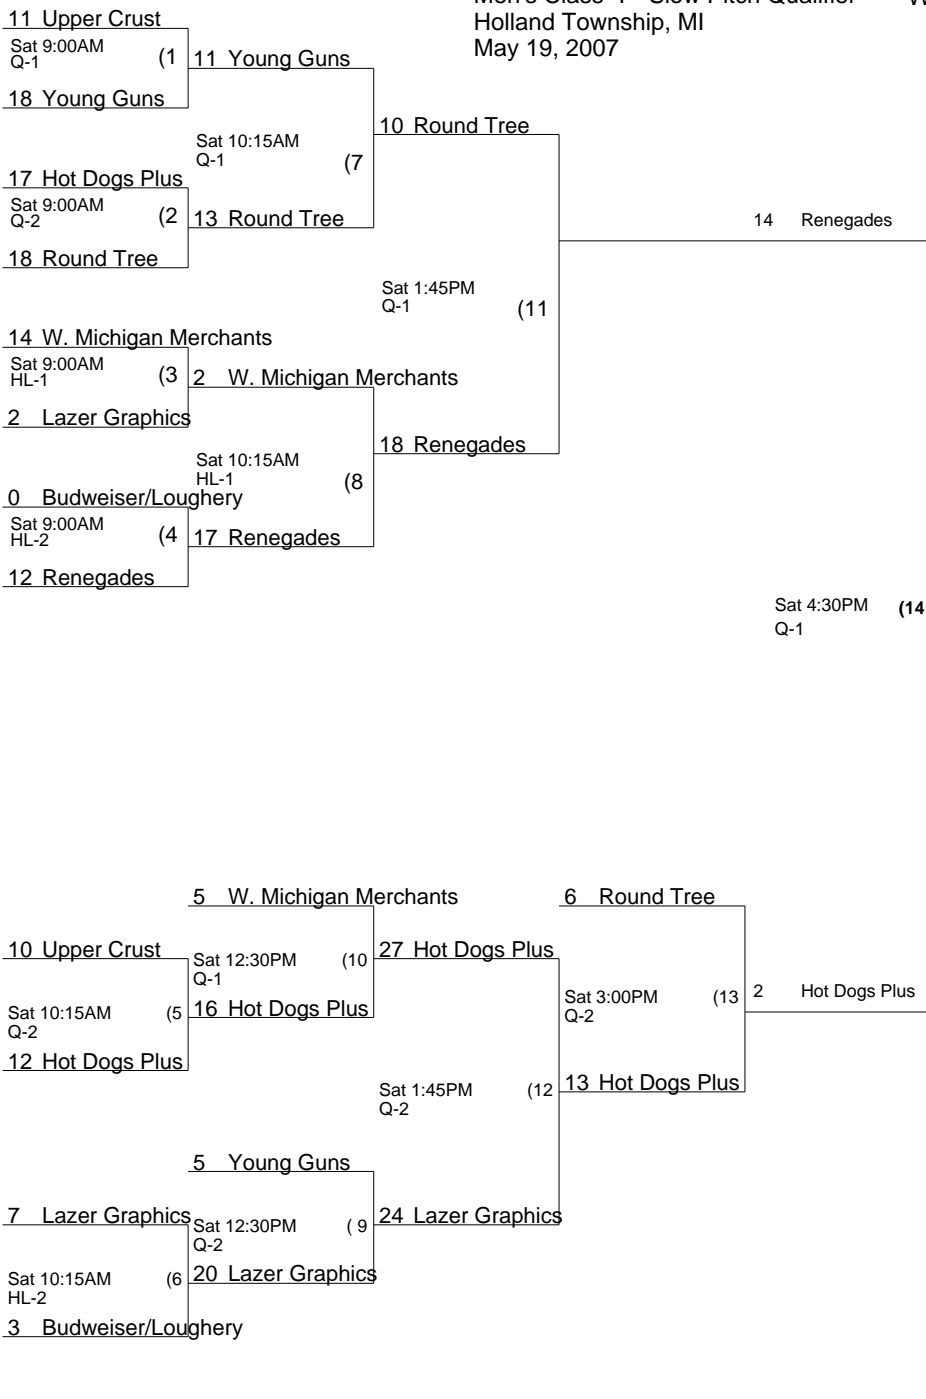 Holland Township, MI
May 19, 2007
11 Upper Crust
Sat 9:00AM
Q-1
(1
11 Young Guns
18 Young Guns
Sat 10:15AM
Q-1
(7
10 Round Tree
17 Hot Dogs Plus
Sat 9:00AM
Q-2
(2
13 Round Tree
18 Round Tree
14 Renegades
Sat 1:45PM
Q-1
(11
14 W. Michigan Merchants
Sat 9:00AM
HL-1
(3
2 W. Michigan Merchants
2 Lazer Graphics
18 Renegades
Sat 10:15AM
HL-1
(8
0 Budweiser/Loughery
Sat 9:00AM
HL-2
(4
17 Renegades
12 Renegades
Sat 4:30PM
Q-1
(14
5 W. Michigan Merchants
6 Round Tree
10 Upper Crust
Sat 12:30PM
Q-1
(10
27 Hot Dogs Plus
Sat 10:15AM
Q-2
(5
16 Hot Dogs Plus
Sat 3:00PM
Q-2
(13
2 Hot Dogs Plus
12 Hot Dogs Plus
Sat 1:45PM
Q-2
(12
13 Hot Dogs Plus
5 Young Guns
7 Lazer Graphics
Sat 12:30PM
Q-2
( 9
24 Lazer Graphics
Sat 10:15AM
HL-2
(6
20 Lazer Graphics
3 Budweiser/Loughery